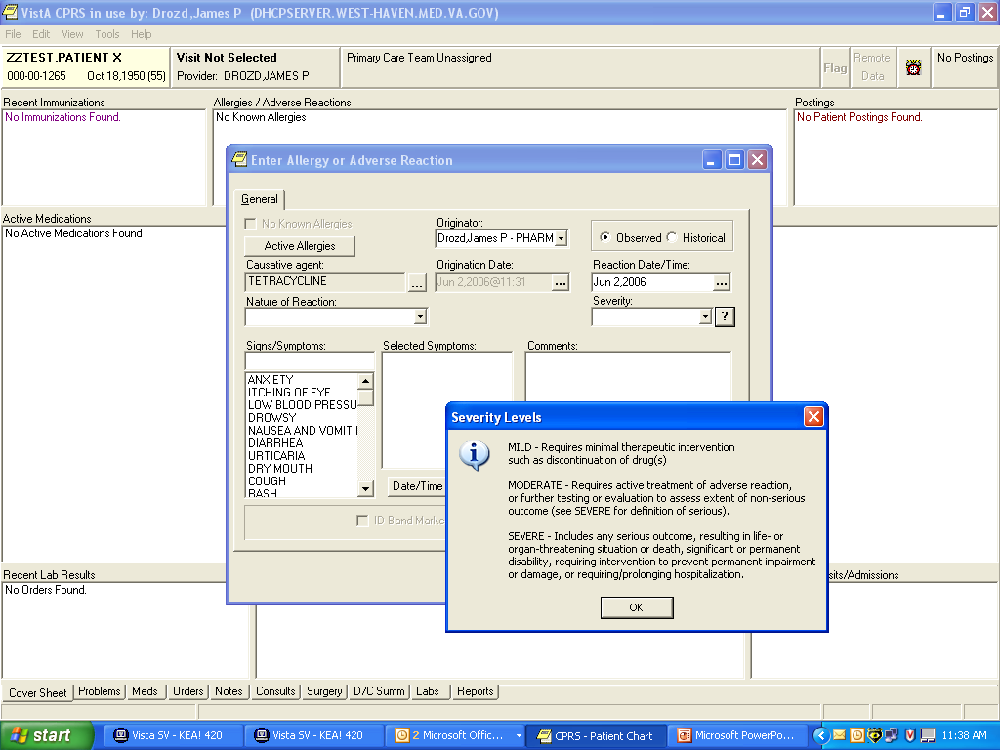 VistA CPRS in use by: Drozd,James P (DHCPSERVER.WEST-HAVEN.MED.VA.GOV)
File Edit View Tools Help
ZZTEST,PATIENT X
000-00-1265 Oct 18,1950 (55)
Visit Not Selected
Provider: DROZD,JAMES P
Primary Care Team Unassigned
Flag
Remote
Data
No Postings
Recent Immunizations
No Immunizations Found.
Allergies / Adverse Reactions
No Known Allergies
Postings
No Patient Postings Found.
Active Medications
No Active Medications Found
Enter Allergy or Adverse Reaction
General
No Known Allergies
Active Allergies
Originator:
Drozd,James P - PHARM
Observed Historical
Causative agent:
TETRACYCLINE
...
Origination Date:
Jun 2,2006@11:31 ...
Reaction Date/Time:
Jun 2,2006 ...
Nature of Reaction:
Severity:
?
Signs/Symptoms:
ANXIETY
ITCHING OF EYE
LOW BLOOD PRESSU
DROWSY
NAUSEA AND VOMITI
DIARRHEA
URTICARIA
DRY MOUTH
COUGH
RASH
Selected Symptoms:
Date/Time
Comments:
ID Band Marke
Severity Levels
MILD - Requires minimal therapeutic intervention
such as discontinuation of drug(s)
MODERATE - Requires active treatment of adverse reaction,
or further testing or evaluation to assess extent of non-serious
outcome (see SEVERE for definition of serious).
SEVERE - Includes any serious outcome, resulting in life- or
organ-threatening situation or death, significant or permanent
disability, requiring intervention to prevent permanent impairment
or damage, or requiring/prolonging hospitalization.
OK
Recent Lab Results
No Orders Found.
sits/Admissions
Cover Sheet Problems Meds Orders Notes Consults Surgery D/C Summ Labs Reports
start
Vista SV - KEA! 420
Vista SV - KEA! 420
2 Microsoft Offic...
CPRS - Patient Chart
Microsoft PowerPo...
11:38 AM